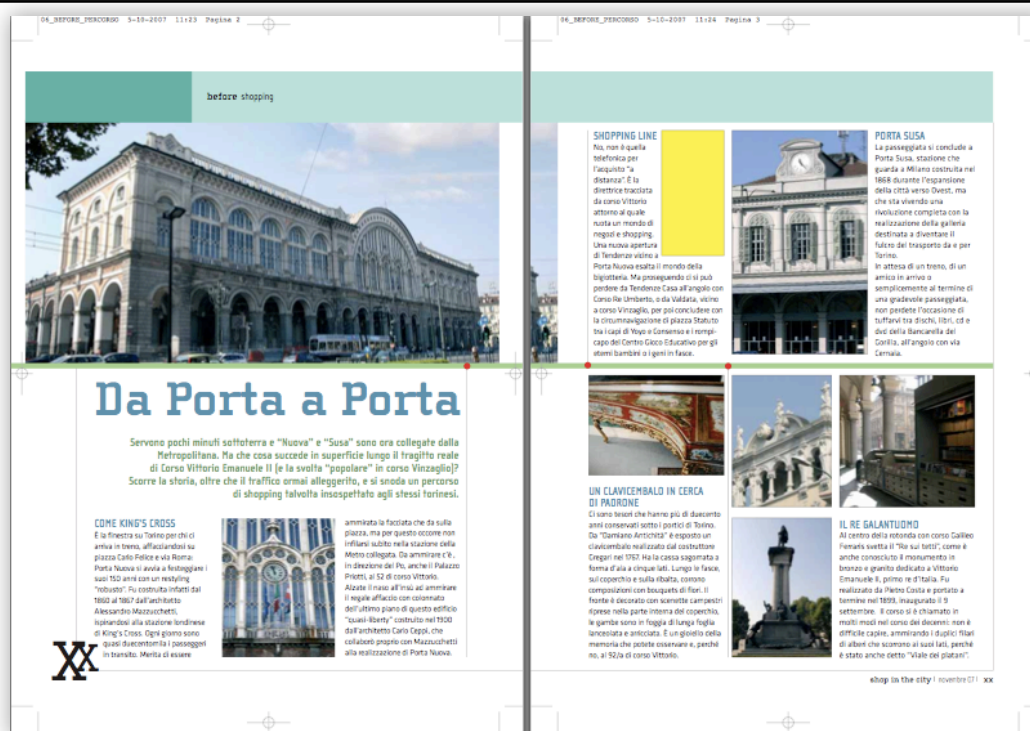 06_BEFORE_PERCORSO 5-10-2007 11:23 Pagina 2
before shopping
Da Porta a Porta
Servono pochi minuti sottoterra e “Nuova” e “Susa” sono ora collegate dalla
Metropolitana. Ma che cosa succede in superficie lungo il tragitto reale
di Corso Vittorio Emanuele II (e la svolta “popolare” in corso Vinzaglio)?
Scorre la storia, oltre che il traffico ormai alleggerito, e si snoda un percorso
di shopping talvolta insospettato agli stessi torinesi.
COME KING'S CROSS
È la finestra su Torino per chi ci
arriva in treno, affacciandosi su
piazza Carlo Felice e via Roma:
Porta Nuova si avvia a festeggiare i
suoi 150 anni con un restyling
“robusto”. Fu costruita infatti dal
1860 al 1867 dall'architetto
Alessandro Mazzucchetti,
ispirandosi alla stazione londinese
di King's Cross. Ogni giorno sono
quasi duecentomila i passeggeri
in transito. Merita di essere
ammirata la facciata che dà sulla
piazza, ma per questo occorre non
infilarsi subito nella stazione della
Metro collegata. Da ammirare c'è,
in direzione del Po, anche il Palazzo
Priotti, al 52 di corso Vittorio.
Alzate il naso all'insù ad ammirare
il regale affaccio con colonnato
dell'ultimo piano di questo edificio
“quasi-liberty” costruito nel 1900
dall'architetto Carlo Ceppi, che
collaborò proprio con Mazzucchetti
alla realizzazione di Porta Nuova.
XX
06_BEFORE_PERCORSO 5-10-2007 11:24 Pagina 3
SHOPPING LINE
No, non è quella
telefonica per
l'acquisto “a
distanza”. È la
direttrice tracciata
da corso Vittorio
attorno al quale
ruota un mondo di
negozi e shopping.
Una nuova apertura
di Tendenze vicino a
Porta Nuova esalta il mondo della
bigiotteria. Ma proseguendo ci si può
perdere da Tendenze Casa all'angolo con
Corso Re Umberto, o da Valdata, vicino
a corso Vinzaglio, per poi concludere con
la circumnavigazione di piazza Statuto
tra i capi di Yoyo e Consenso e i rompi-
capo del Centro Gioco Educativo per gli
eterni bambini o i geni in fasce.
PORTA SUSA
La passeggiata si conclude a
Porta Susa, stazione che
guarda a Milano costruita nel
1868 durante l'espansione
della città verso Ovest, ma
che sta vivendo una
rivoluzione completa con la
realizzazione della galleria
destinata a diventare il
fulcro del trasporto da e per
Torino.
In attesa di un treno, di un
amico in arrivo o
semplicemente al termine di
una gradevole passeggiata,
non perdete l'occasione di
tuffarvi tra dischi, libri, cd e
dvd della Bancarella del
Gorilla, all'angolo con via
Cernaia.
UN CLAVICEMBALO IN CERCA
DI PADRONE
Ci sono tesori che hanno più di duecento
anni conservati sotto i portici di Torino.
Da “Damiano Antichità” è esposto un
clavicembalo realizzato dal costruttore
Gregari nel 1757. Ha la cassa sagomata a
forma d'ala a cinque lati. Lungo le fasce,
sul coperchio e sulla ribalta, corrono
composizioni con bouquets di fiori. Il
fronte è decorato con scenette campestri
riprese nella parte interna del coperchio,
le gambe sono in foggia di lunga foglia
lanceolata e arricciata. È un gioiello della
memoria che potete osservare e, perché
no, al 92/a di corso Vittorio.
IL RE GALANTUOMO
Al centro della rotonda con corso Galileo
Ferraris svetta il “Re sui tetti”, come è
anche conosciuto il monumento in
bronzo e granito dedicato a Vittorio
Emanuele II, primo re d'Italia. Fu
realizzato da Pietro Costa e portato a
termine nel 1899, inaugurato il 9
settembre. Il corso si è chiamato in
molti modi nel corso dei decenni: non è
difficile capire, ammirando i duplici filari
di alberi che scorrono ai suoi lati, perché
è stato anche detto “Viale dei platani”.
shop in the city | novembre 07 | xx